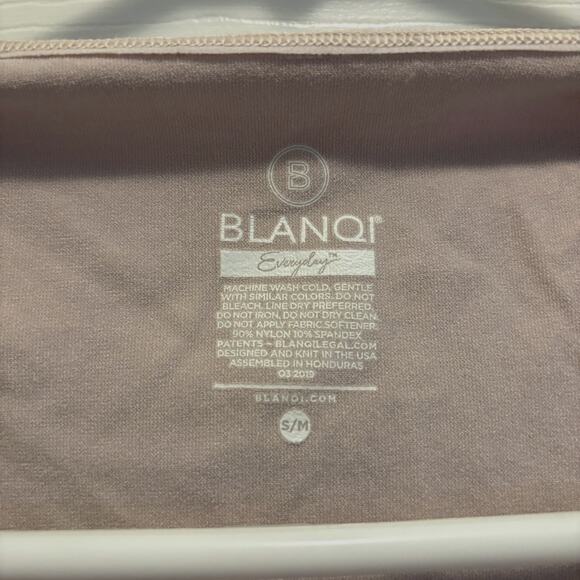 B
BLANQI®
Everyday™
MACHINE WASH COLD, GENTLE
WITH SIMILAR COLORS. DO NOT
BLEACH. LINE DRY PREFERRED.
DO NOT IRON, DO NOT DRY CLEAN.
DO NOT APPLY FABRIC SOFTENER.
90% NYLON 10% SPANDEX
PATENTS ~ BLANQILEGAL.COM
DESIGNED AND KNIT IN THE USA
ASSEMBLED IN HONDURAS
Q3 2019
BLANQI.COM
S/M